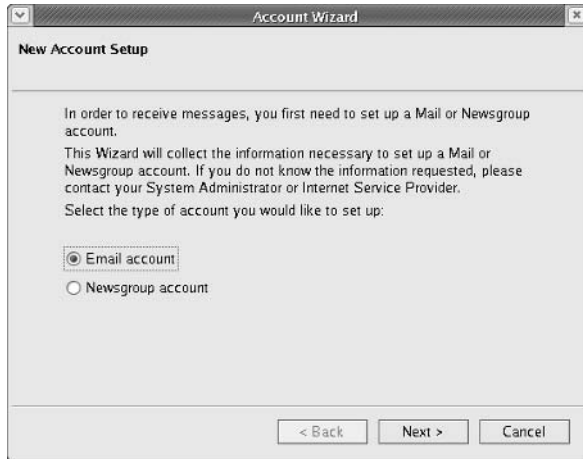 Account Wizard
New Account Setup
In order to receive messages, you first need to set up a Mail or Newsgroup
account.
This Wizard will collect the information necessary to set up a Mail or
Newsgroup account. If you do not know the information requested, please
contact your System Administrator or Internet Service Provider.
Select the type of account you would like to set up:
Email account
Newsgroup account
< Back Next > Cancel